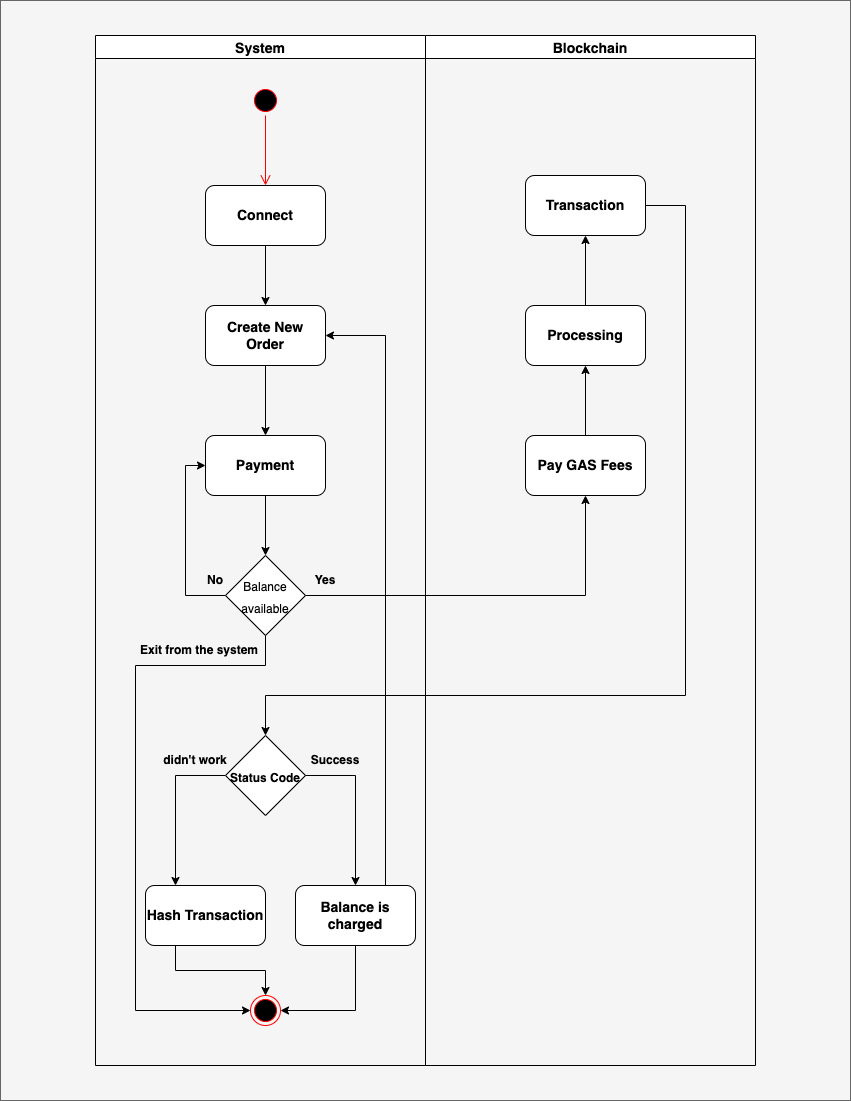 System
Blockchain
Connect
Transaction
Create New
Order
Processing
Payment
Pay GAS Fees
No
Yes
Balance
available
Exit from the system
didn't work
Success
Status Code
Hash Transaction
Balance is
charged